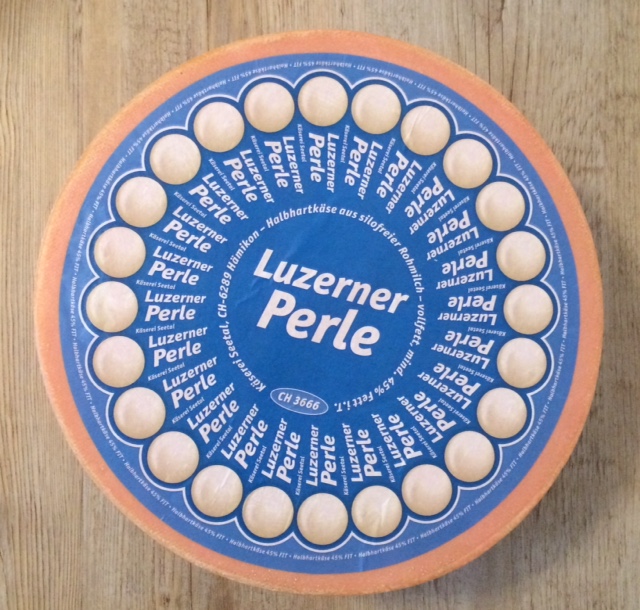 Luzerner
Perle
Käserei Seetal, CH-6289 Hämikon – Halbhartkäse aus silofreier Rohmilch – vollfett, mind. 45% Fett i.T.
CH 3666
Luzerner
Perle
Käserei Seetal
Halbhartkäse 45% FIT